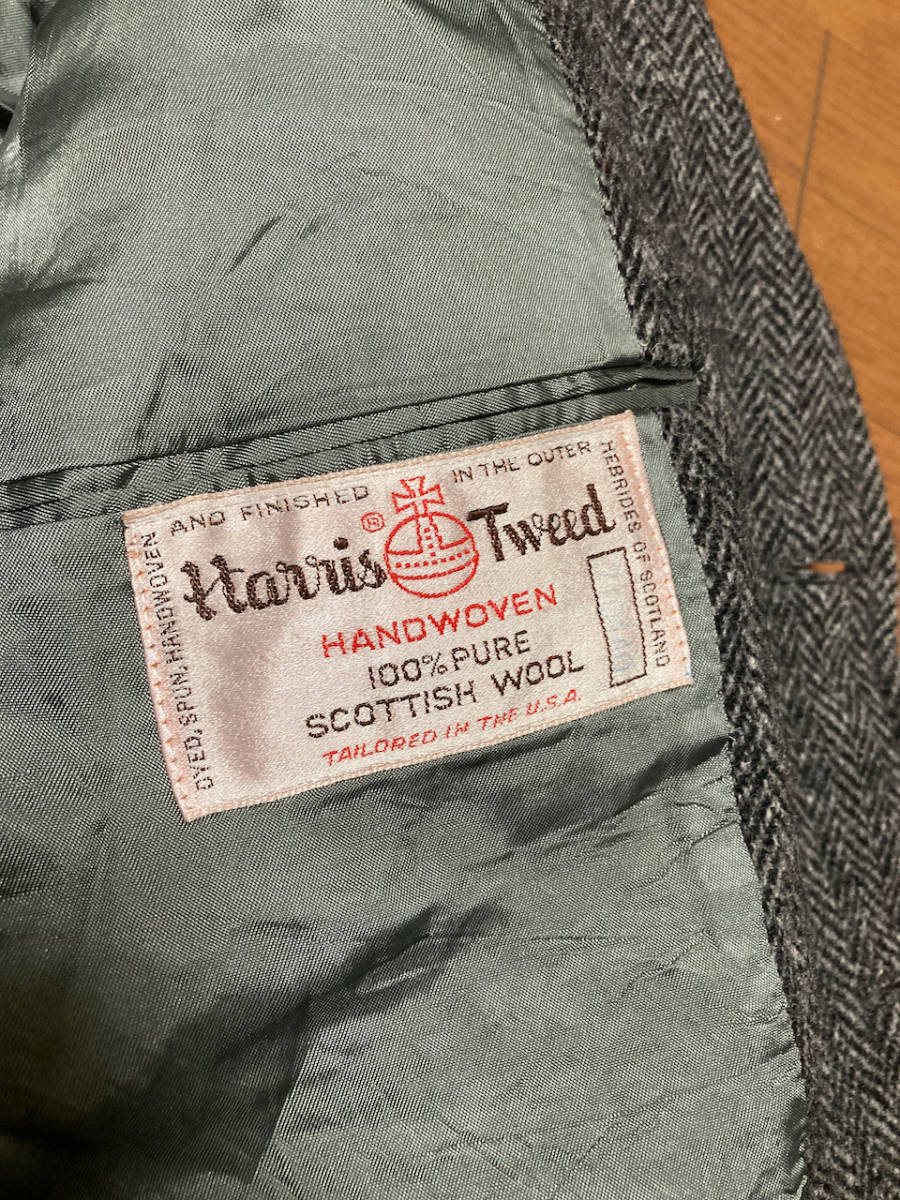 DYED, SPUN, HANDWOVEN
AND FINISHED
IN THE OUTER
HEBRIDES OF SCOTLAND
Harris ® Tweed
HANDWOVEN
100% PURE
SCOTTISH WOOL
TAILORED IN THE U.S.A.